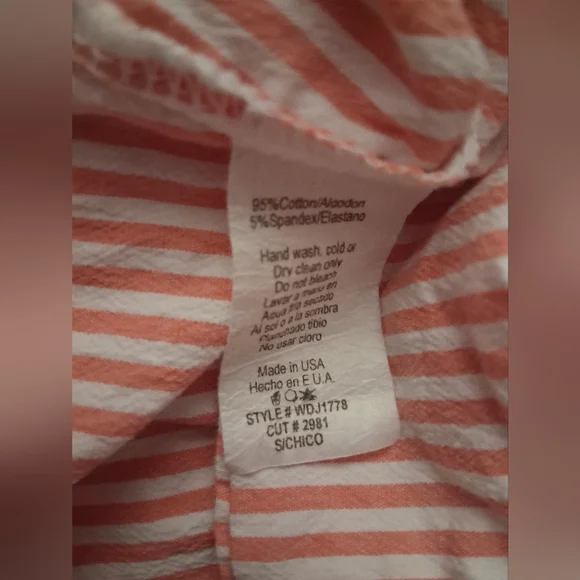 95%Cotton/Algodon
5%Spandex/Elastano
Hand wash, cold or
Dry clean only
Do not bleach
Lavar a mano en
Agua fria secado
Al sol o a la sombra
Planchado tibio
No usar cloro
Made in USA
Hecho en E.U.A.
STYLE # WDJ1778
CUT # 2981
S/CHICO